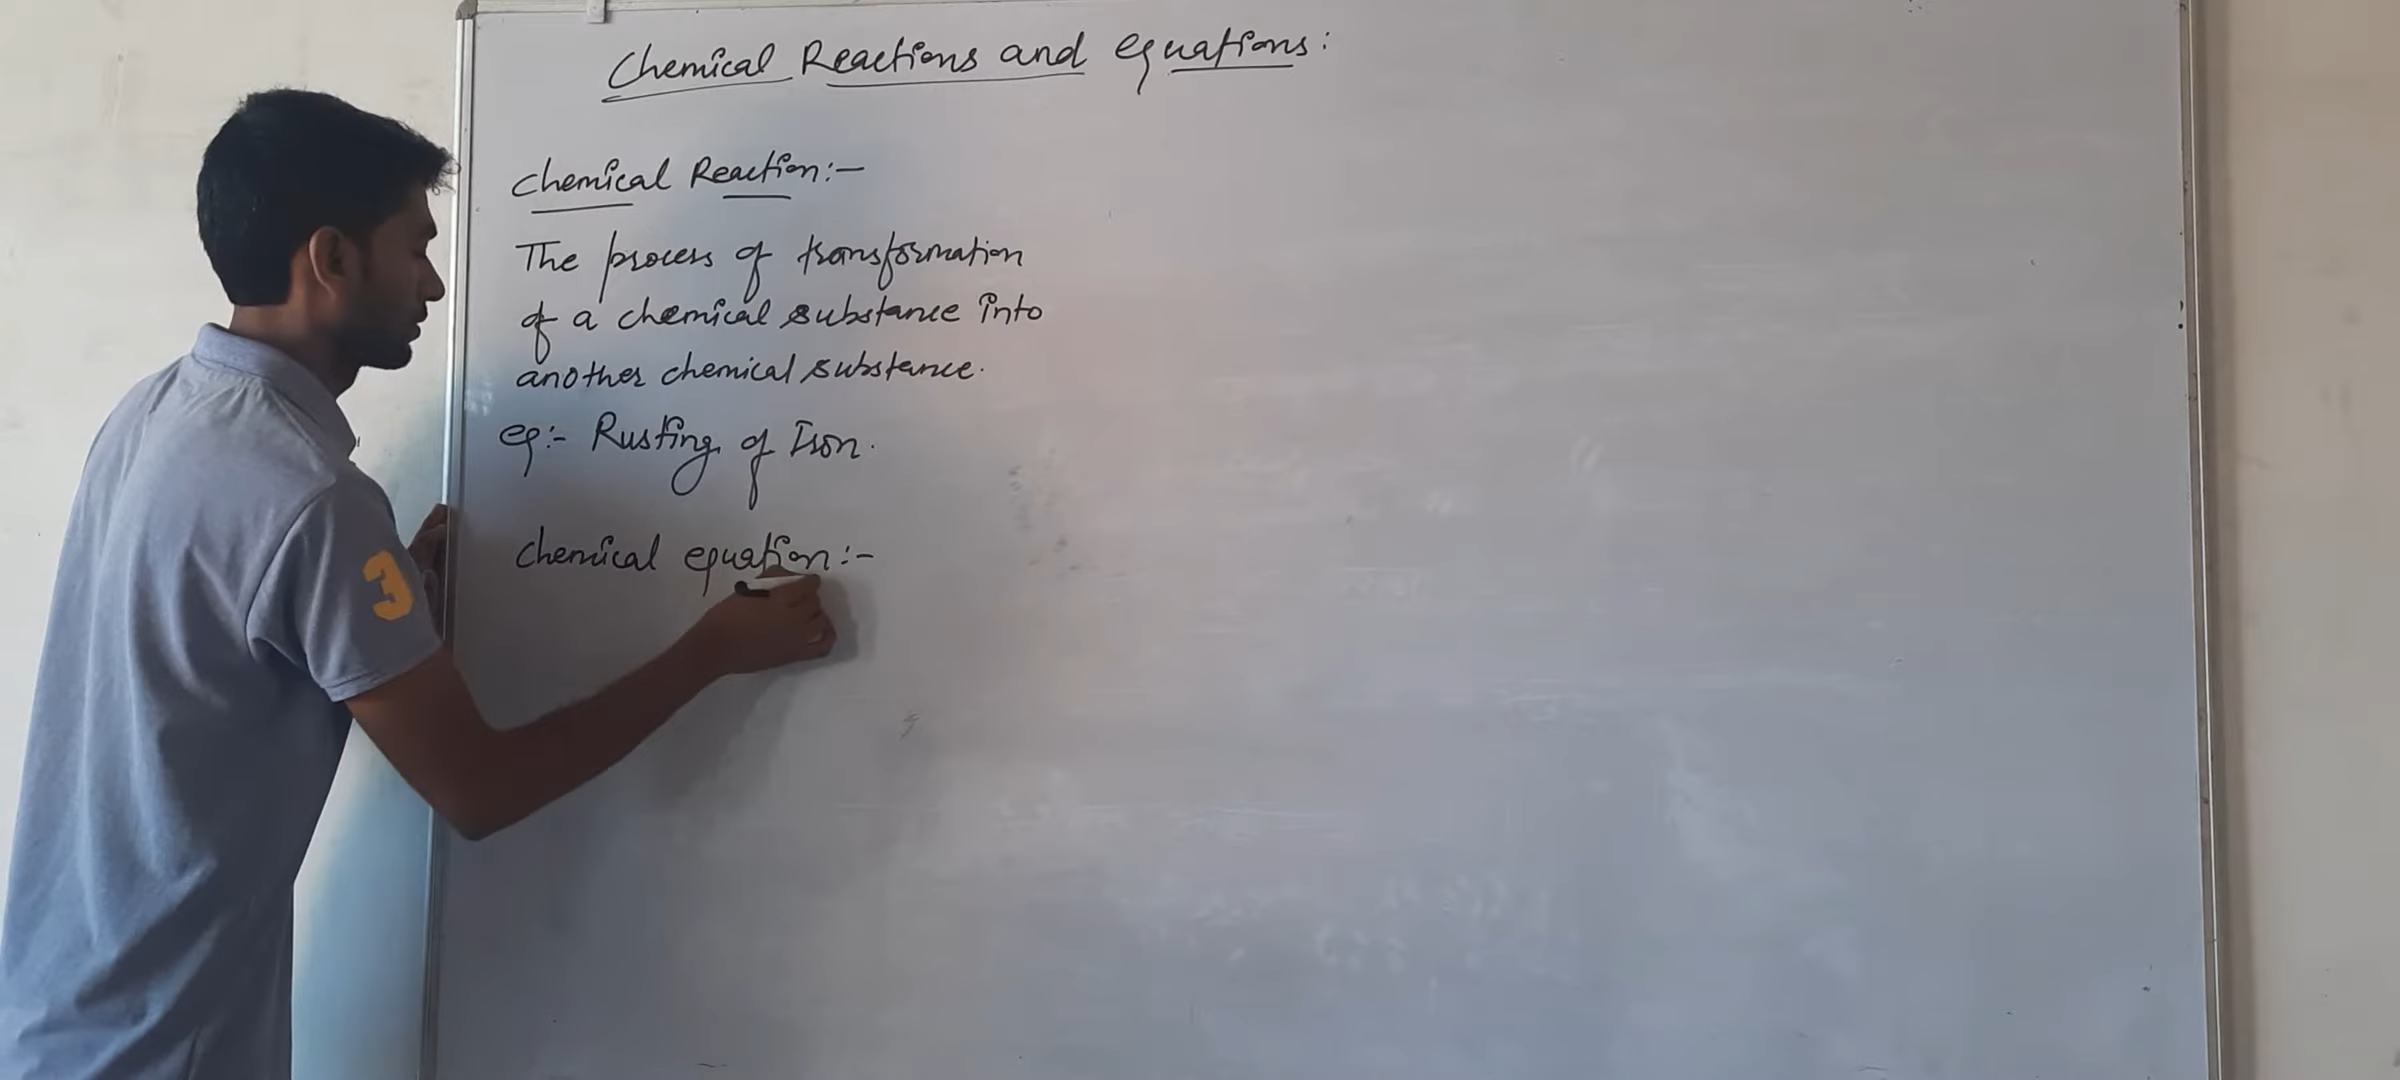 Chemical Reactions and equations:
chemical Reaction:-
The process of transformation
of a chemical substance into
another chemical substance.
eg:- Rusting of Iron.
chemical equation:-
3